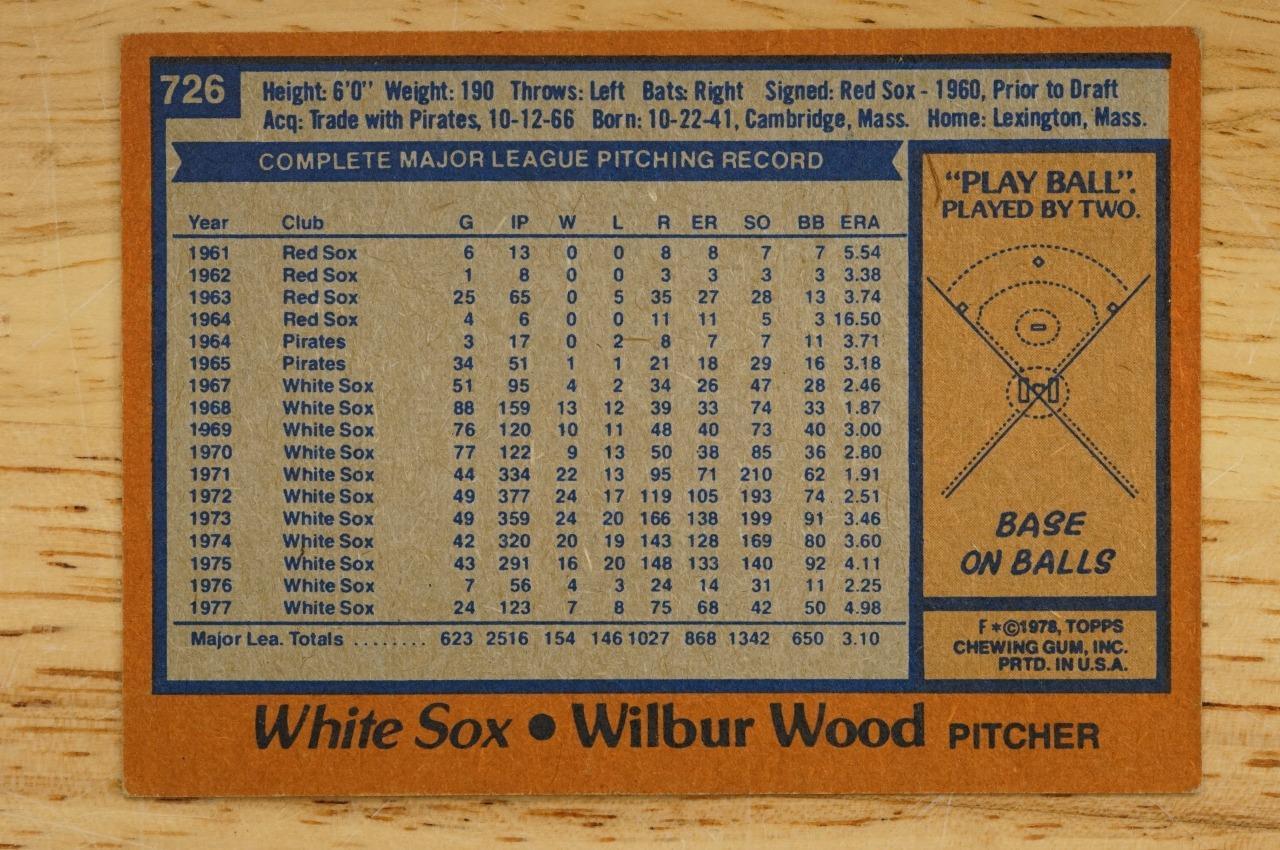 726
Height: 6'0" Weight: 190 Throws: Left Bats: Right Signed: Red Sox - 1960, Prior to Draft
Acq: Trade with Pirates, 10-12-66 Born: 10-22-41, Cambridge, Mass. Home: Lexington, Mass.
COMPLETE MAJOR LEAGUE PITCHING RECORD
Year Club G IP W L R ER SO BB ERA
1961 Red Sox 6 13 0 0 8 8 7 7 5.54
1962 Red Sox 1 8 0 0 3 3 3 3 3.38
1963 Red Sox 25 65 0 5 35 27 28 13 3.74
1964 Red Sox 4 6 0 0 11 11 5 3 16.50
1964 Pirates 3 17 0 2 8 7 7 11 3.71
1965 Pirates 34 51 1 1 21 18 29 16 3.18
1967 White Sox 51 95 4 2 34 26 47 28 2.46
1968 White Sox 88 159 13 12 39 33 74 33 1.87
1969 White Sox 76 120 10 11 48 40 73 40 3.00
1970 White Sox 77 122 9 13 50 38 85 36 2.80
1971 White Sox 44 334 22 13 95 71 210 62 1.91
1972 White Sox 49 377 24 17 119 105 193 74 2.51
1973 White Sox 49 359 24 20 166 138 199 91 3.46
1974 White Sox 42 320 20 19 143 128 169 80 3.60
1975 White Sox 43 291 16 20 148 133 140 92 4.11
1976 White Sox 7 56 4 3 24 14 31 11 2.25
1977 White Sox 24 123 7 8 75 68 42 50 4.98
Major Lea. Totals ........ 623 2516 154 146 1027 868 1342 650 3.10
"PLAY BALL".
PLAYED BY TWO.
BASE
ON BALLS
F*©1978, TOPPS
CHEWING GUM, INC.
PRTD. IN U.S.A.
White Sox • Wilbur Wood PITCHER